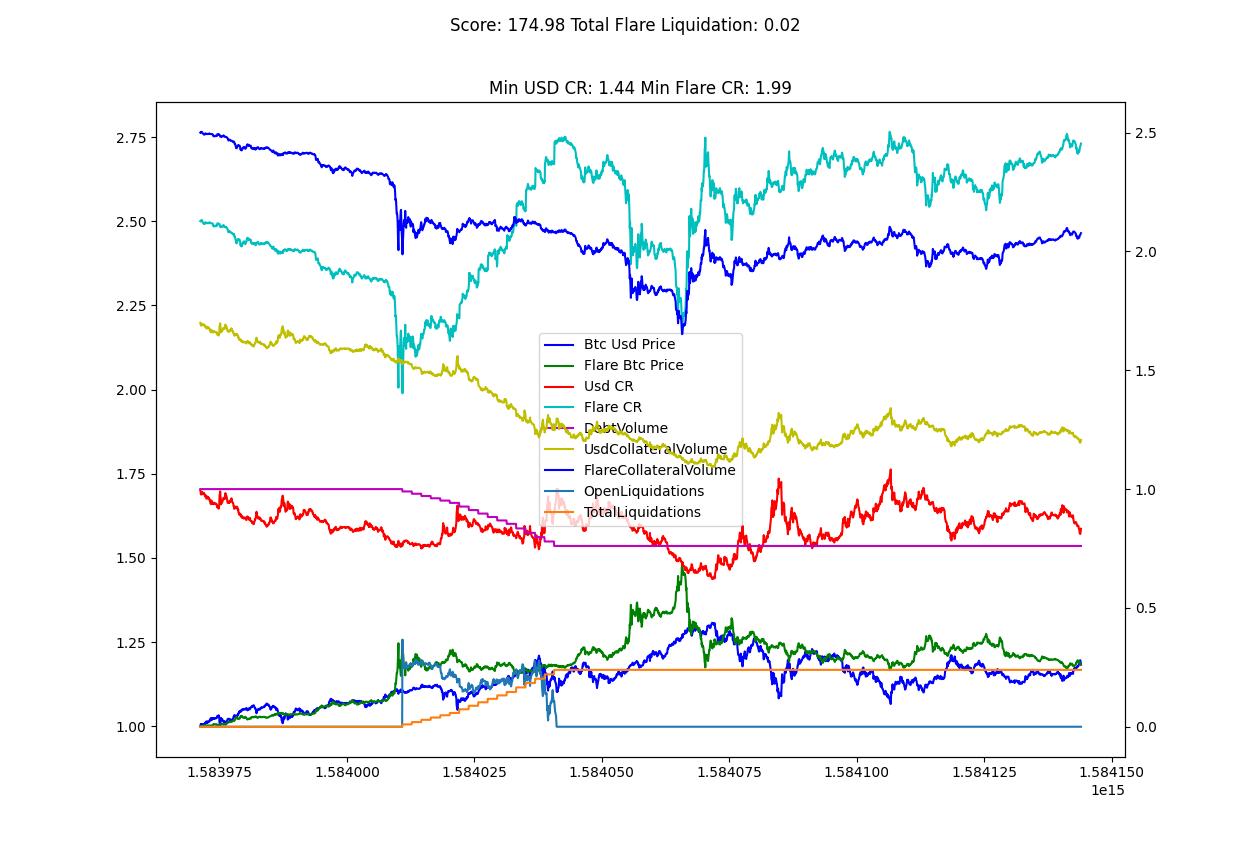 Score: 174.98 Total Flare Liquidation: 0.02
Min USD CR: 1.44 Min Flare CR: 1.99
2.75
2.50
2.25
2.00
1.75
1.50
1.25
1.00
2.5
2.0
1.5
1.0
0.5
0.0
Btc Usd Price
Flare Btc Price
Usd CR
Flare CR
DebtVolume
UsdCollateralVolume
FlareCollateralVolume
OpenLiquidations
TotalLiquidations
1.583975 1.584000 1.584025 1.584050 1.584075 1.584100 1.584125 1.584150
1e15